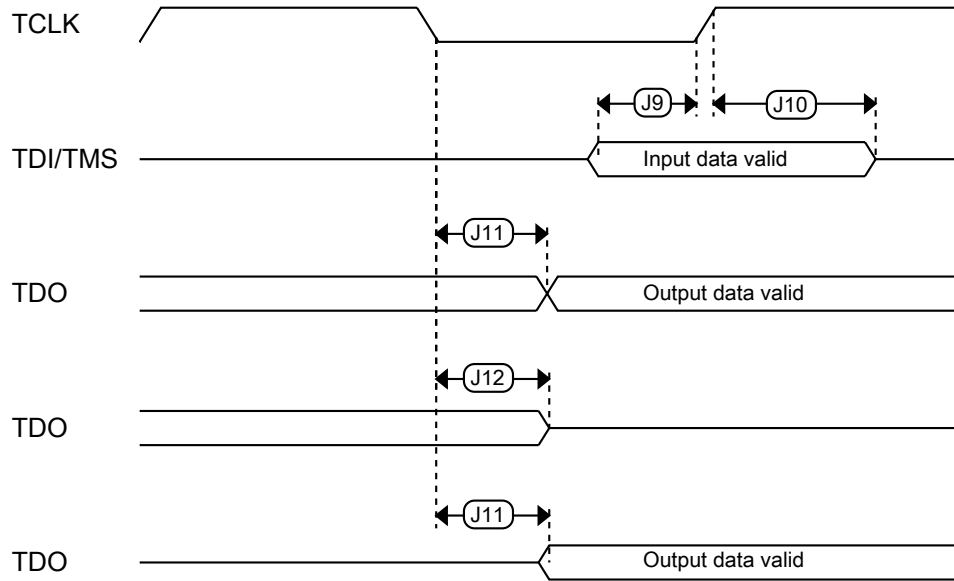 TCLK
J9
J10
TDI/TMS
Input data valid
J11
TDO
Output data valid
J12
TDO
J11
TDO
Output data valid